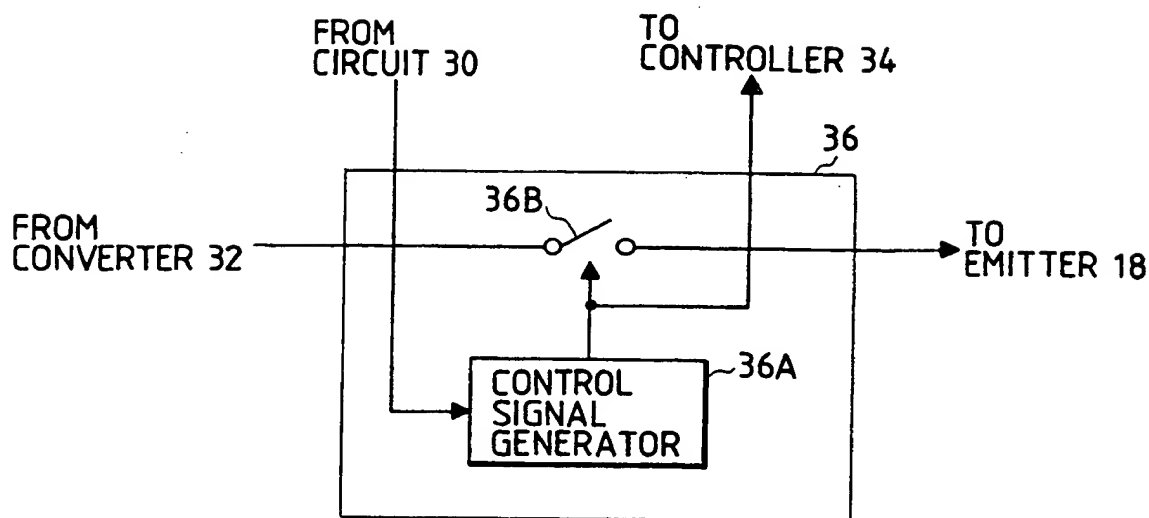 FROM
CIRCUIT 30
TO
CONTROLLER 34
36
36B
FROM
CONVERTER 32
TO
EMITTER 18
36A
CONTROL
SIGNAL
GENERATOR